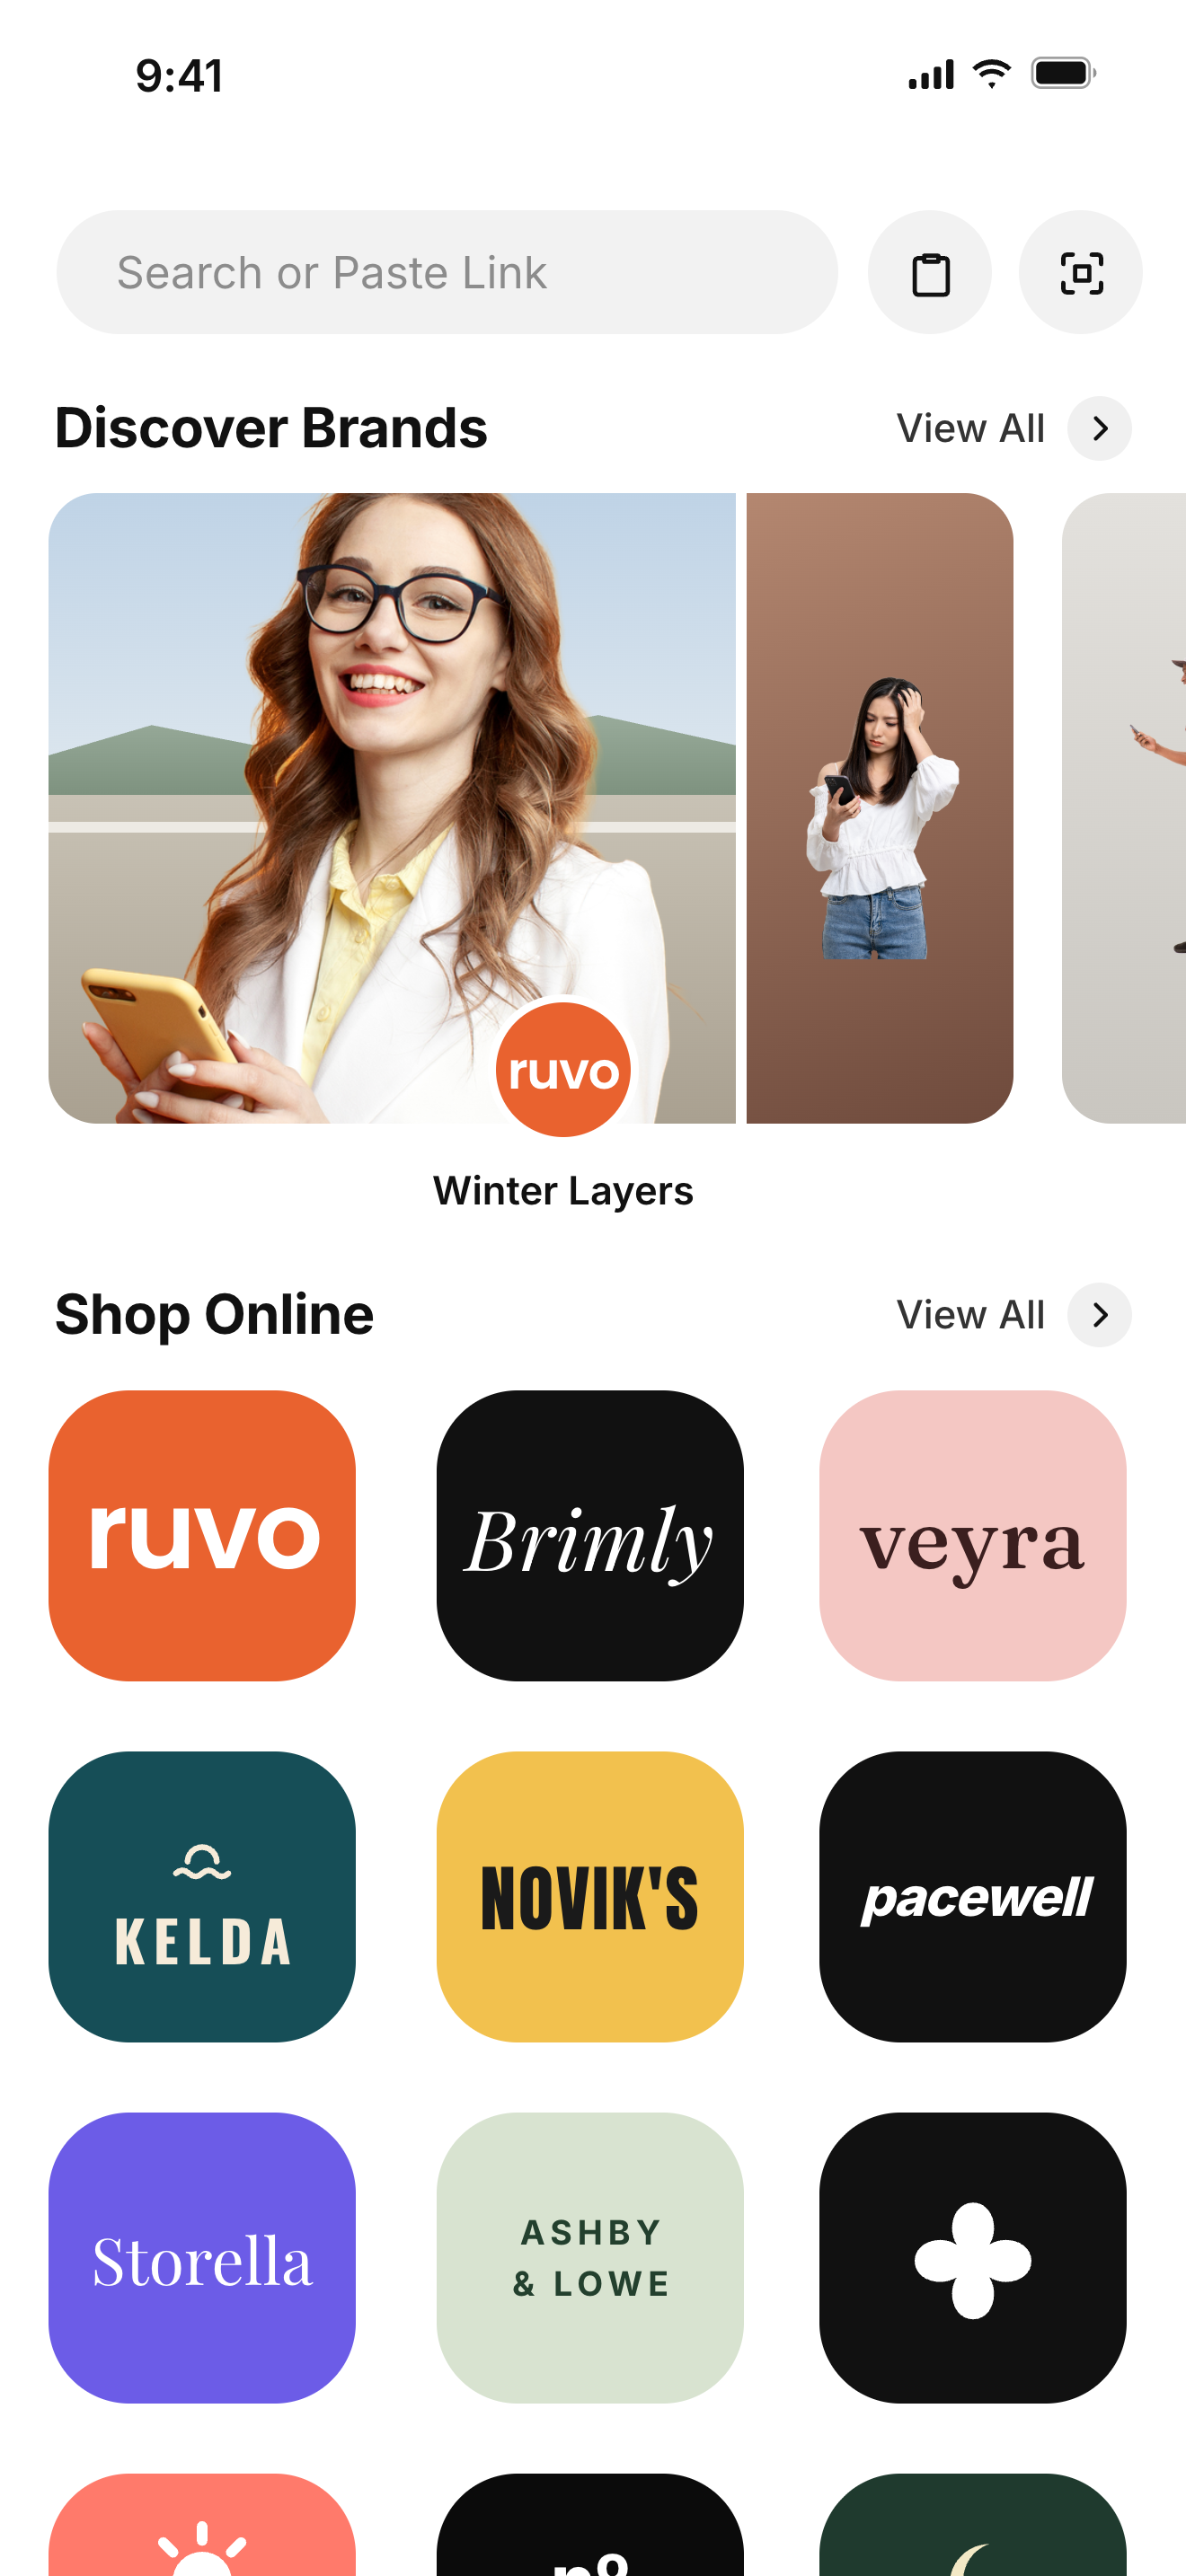 9:41
Search or Paste Link
Discover Brands
View All
ruvo
Winter Layers
Shop Online
View All
ruvo
Brimly
veyra
KELDA
NOVIK'S
pacewell
Storella
ASHBY
& LOWE